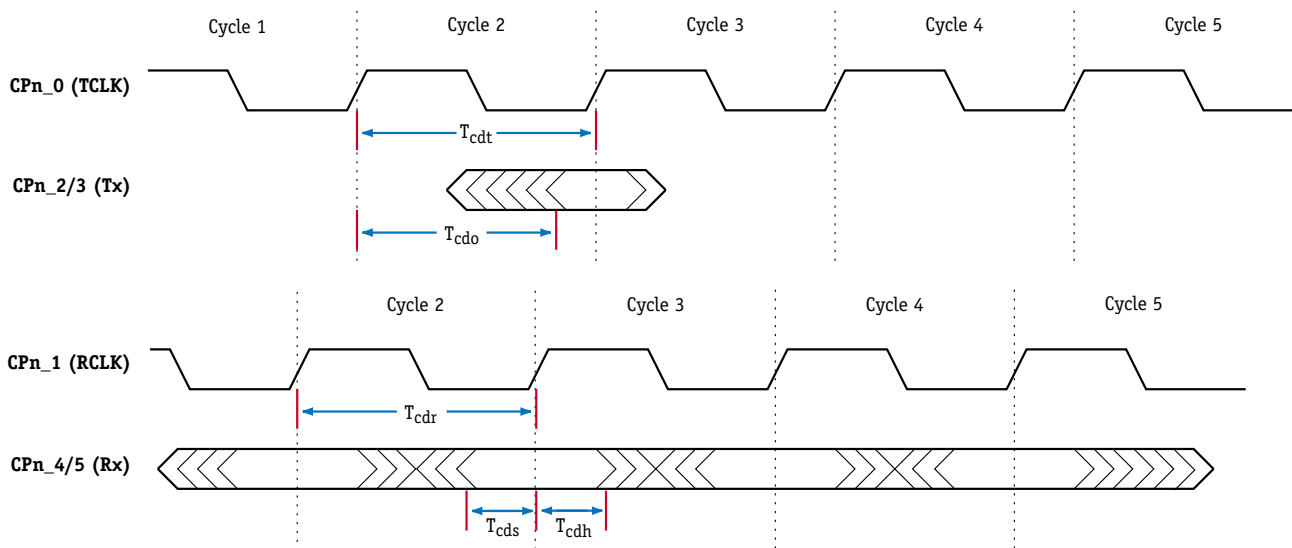 Cycle 1 Cycle 2 Cycle 3 Cycle 4 Cycle 5
CPn_0 (TCLK)
Tcdt
CPn_2/3 (Tx)
Tcdo
Cycle 2 Cycle 3 Cycle 4 Cycle 5
CPn_1 (RCLK)
Tcdr
CPn_4/5 (Rx)
Tcds Tcdh